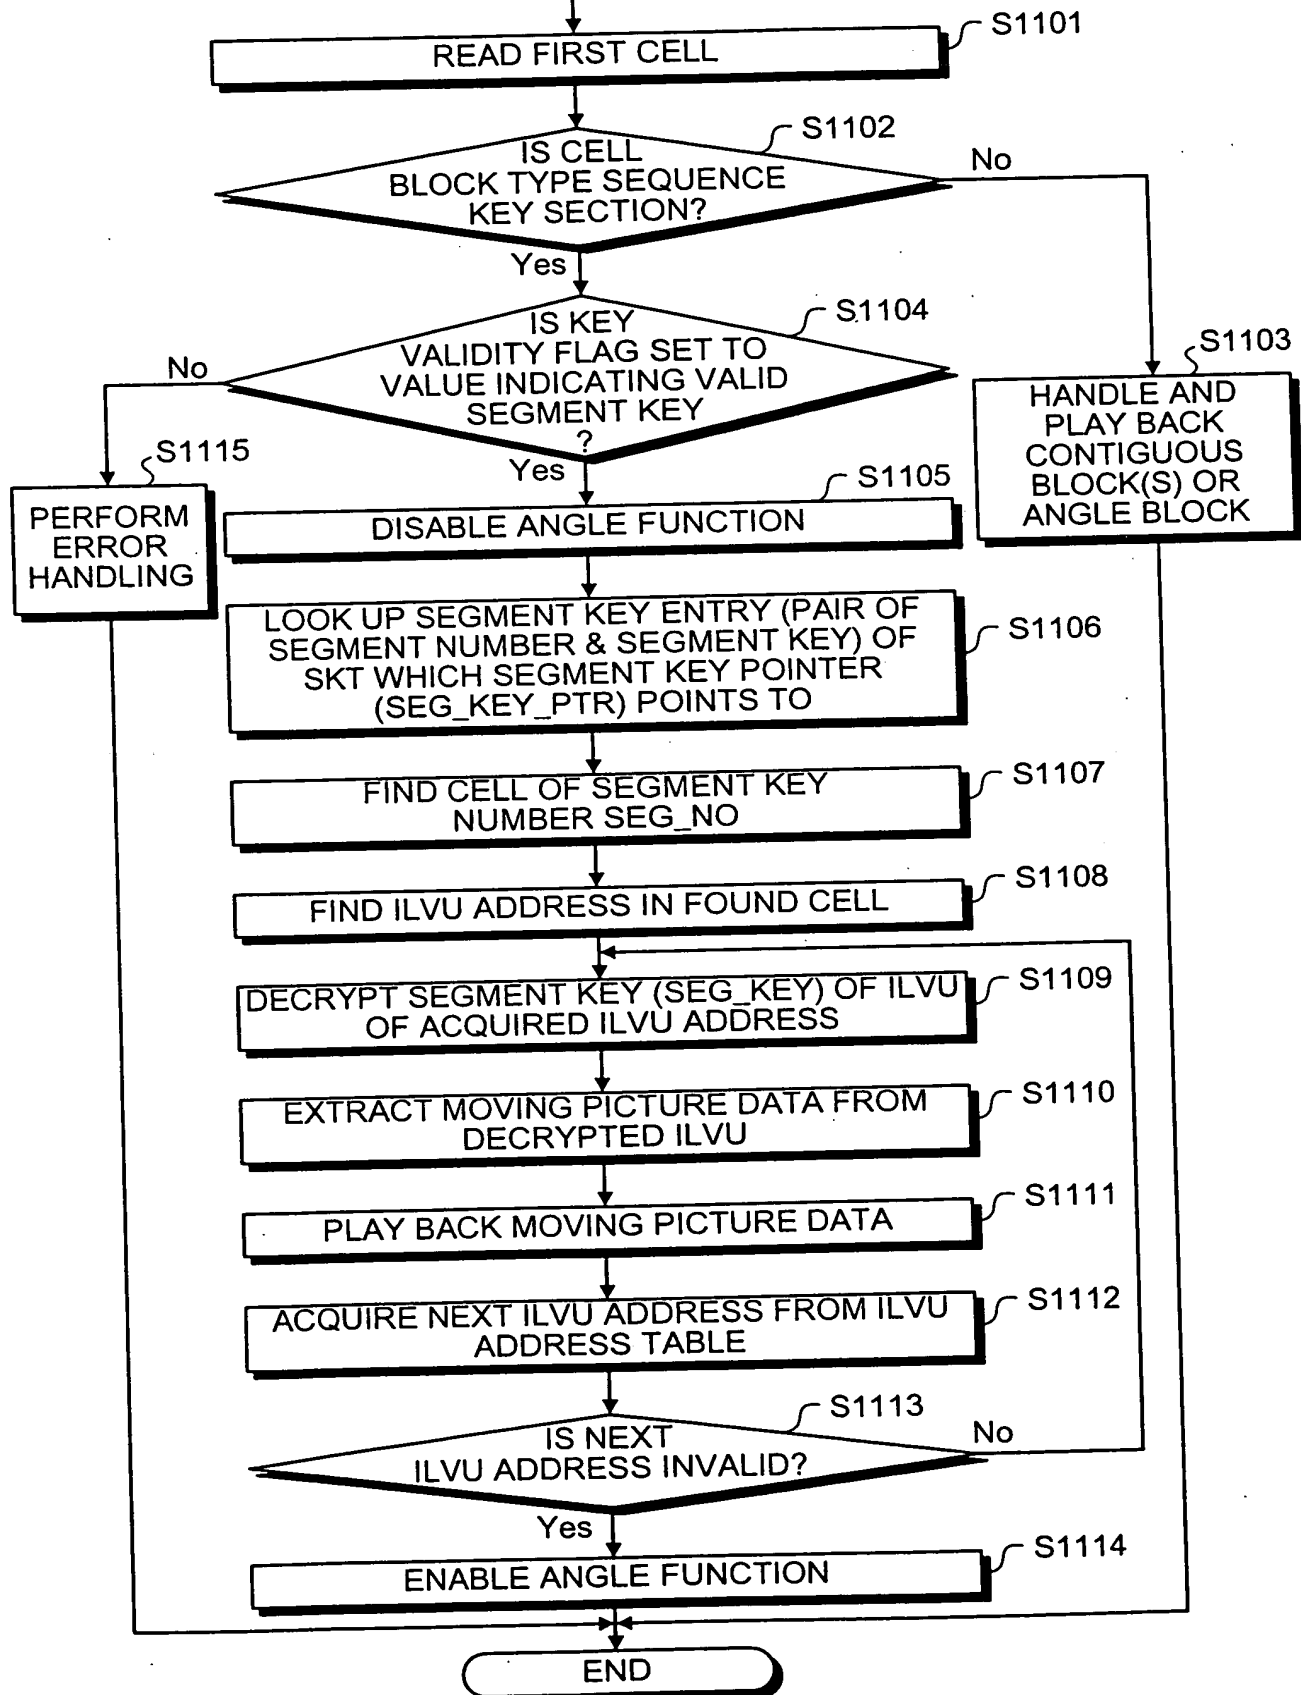 S1101
READ FIRST CELL
S1102
IS CELL
BLOCK TYPE SEQUENCE
KEY SECTION?
No
Yes
S1104
IS KEY
VALIDITY FLAG SET TO
VALUE INDICATING VALID
SEGMENT KEY
?
No
Yes
S1103
HANDLE AND
PLAY BACK
CONTIGUOUS
BLOCK(S) OR
ANGLE BLOCK
S1115
PERFORM
ERROR
HANDLING
S1105
DISABLE ANGLE FUNCTION
S1106
LOOK UP SEGMENT KEY ENTRY (PAIR OF
SEGMENT NUMBER & SEGMENT KEY) OF
SKT WHICH SEGMENT KEY POINTER
(SEG_KEY_PTR) POINTS TO
S1107
FIND CELL OF SEGMENT KEY
NUMBER SEG_NO
S1108
FIND ILVU ADDRESS IN FOUND CELL
S1109
DECRYPT SEGMENT KEY (SEG_KEY) OF ILVU
OF ACQUIRED ILVU ADDRESS
S1110
EXTRACT MOVING PICTURE DATA FROM
DECRYPTED ILVU
S1111
PLAY BACK MOVING PICTURE DATA
S1112
ACQUIRE NEXT ILVU ADDRESS FROM ILVU
ADDRESS TABLE
S1113
IS NEXT
ILVU ADDRESS INVALID?
No
Yes
S1114
ENABLE ANGLE FUNCTION
END